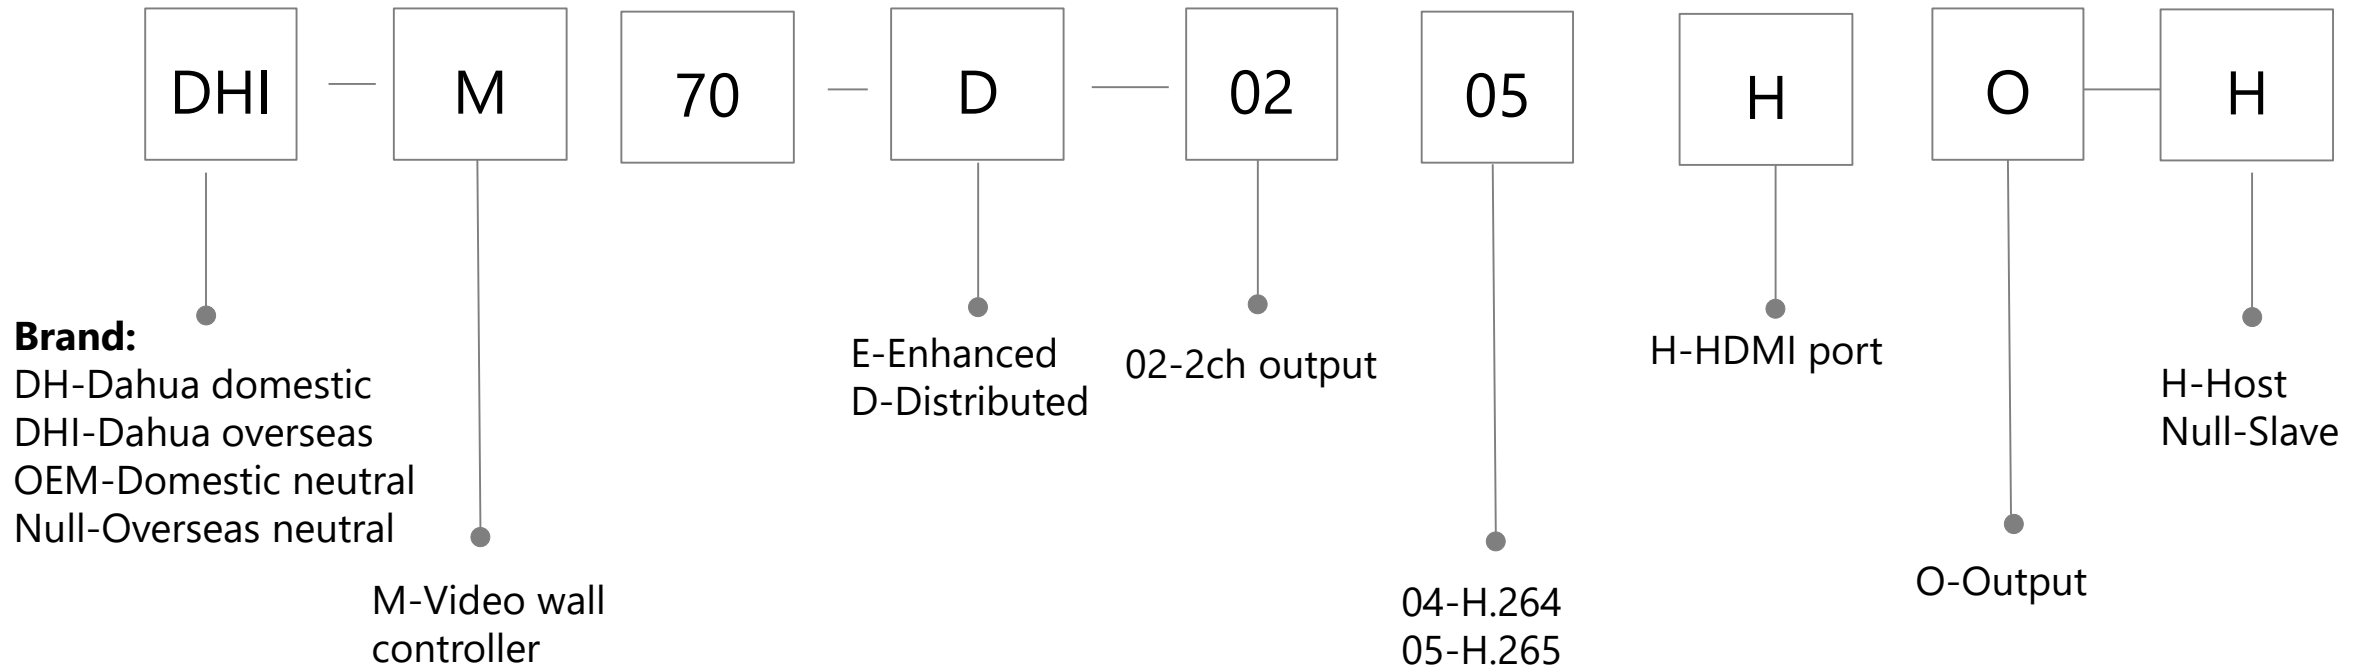 DHI M 70 D 02 05 H O H
Brand:
DH-Dahua domestic
DHI-Dahua overseas
OEM-Domestic neutral
Null-Overseas neutral
M-Video wall
controller
E-Enhanced
D-Distributed
02-2ch output
04-H.264
05-H.265
H-HDMI port
O-Output
H-Host
Null-Slave